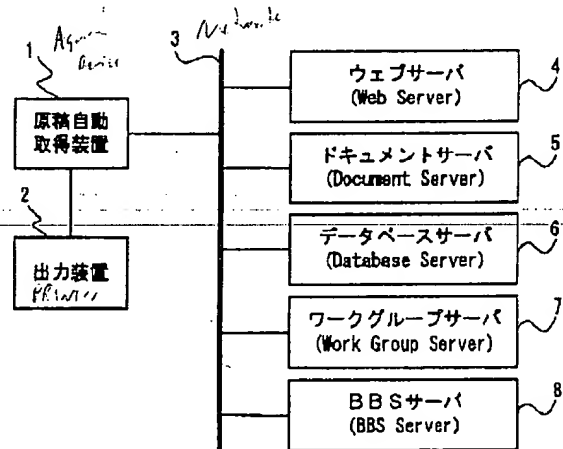 1
3
Network
原稿自動
取得装置
2
出力装置
PRINTER
ウェブサーバ
(Web Server)
4
ドキュメントサーバ
(Document Server)
5
データベースサーバ
(Database Server)
6
ワークグループサーバ
(Work Group Server)
7
BBSサーバ
(BBS Server)
8